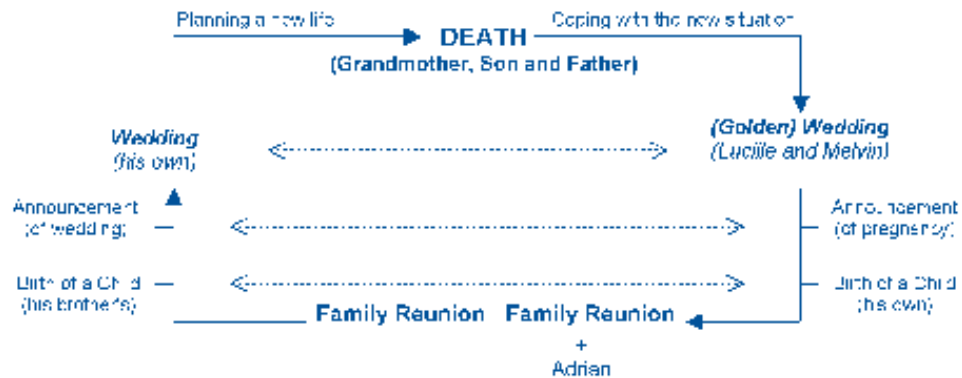 Planning a new life
DEATH
Coping with the new situation
(Grandmother, Son and Father)
Wedding
(his own)
(Golden) Wedding
(Lucille and Melvin)
Announcement
(of wedding)
Announcement
(of pregnancy)
Birth of a Child
(his brother's)
Birth of a Child
(his own)
Family Reunion
Family Reunion
+
Adrian